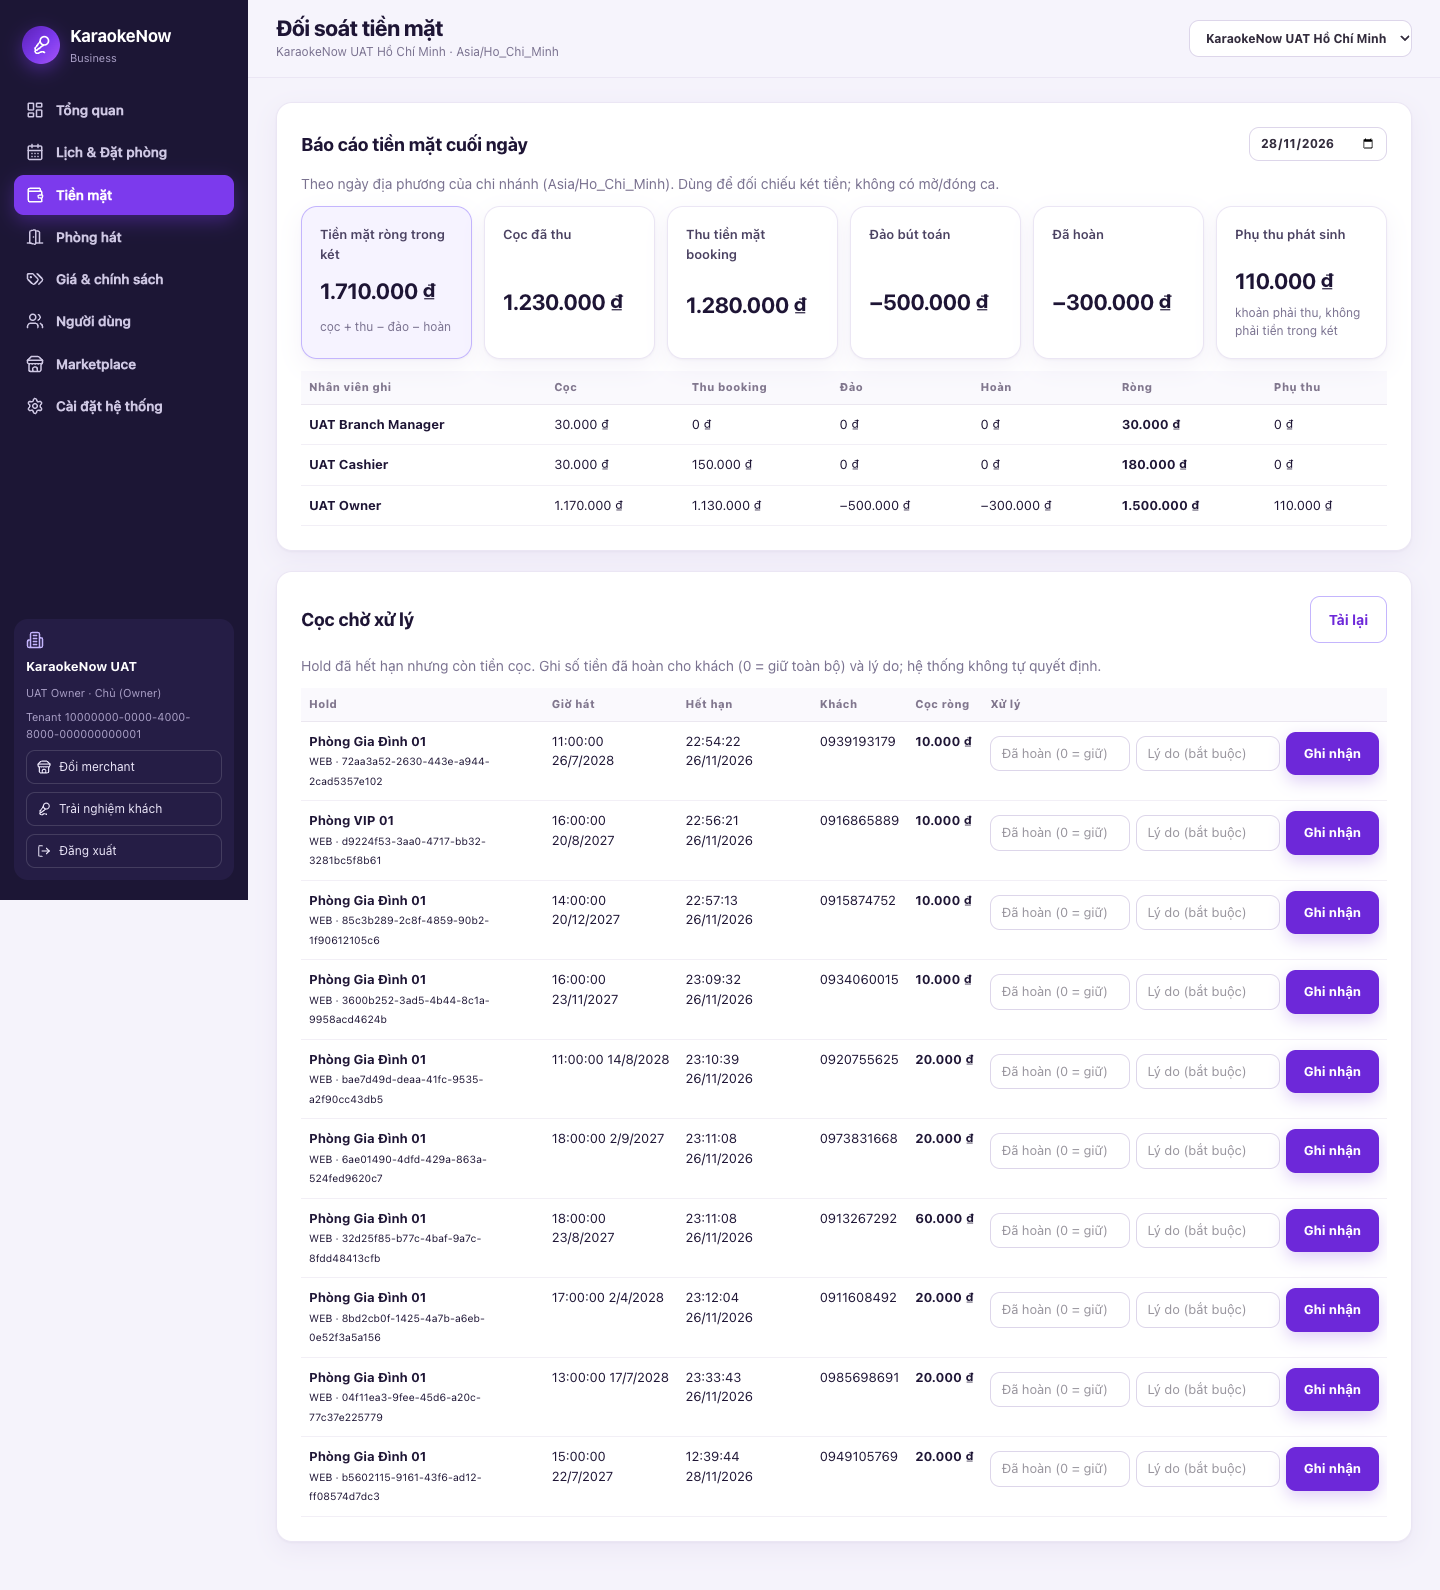 KaraokeNow
Business
Tổng quan
Lịch & Đặt phòng
Tiền mặt
Phòng hát
Giá & chính sách
Người dùng
Marketplace
Cài đặt hệ thống
KaraokeNow UAT
UAT Owner · Chủ (Owner)
Tenant 10000000-0000-4000-
8000-000000000001
Đổi merchant
Trải nghiệm khách
Đăng xuất
Đối soát tiền mặt
KaraokeNow UAT Hồ Chí Minh · Asia/Ho_Chi_Minh
KaraokeNow UAT Hồ Chí Minh
Báo cáo tiền mặt cuối ngày
28/11/2026
Theo ngày địa phương của chi nhánh (Asia/Ho_Chi_Minh). Dùng để đối chiếu két tiền; không có mở/đóng ca.
Tiền mặt ròng trong
két
1.710.000 ₫
cọc + thu − đảo − hoàn
Cọc đã thu
1.230.000 ₫
Thu tiền mặt
booking
1.280.000 ₫
Đảo bút toán
−500.000 ₫
Đã hoàn
−300.000 ₫
Phụ thu phát sinh
110.000 ₫
khoản phải thu, không
phải tiền trong két
Nhân viên ghi Cọc Thu booking Đảo Hoàn Ròng Phụ thu
UAT Branch Manager 30.000 ₫ 0 ₫ 0 ₫ 0 ₫ 30.000 ₫ 0 ₫
UAT Cashier 30.000 ₫ 150.000 ₫ 0 ₫ 0 ₫ 180.000 ₫ 0 ₫
UAT Owner 1.170.000 ₫ 1.130.000 ₫ −500.000 ₫ −300.000 ₫ 1.500.000 ₫ 110.000 ₫
Cọc chờ xử lý
Tải lại
Hold đã hết hạn nhưng còn tiền cọc. Ghi số tiền đã hoàn cho khách (0 = giữ toàn bộ) và lý do; hệ thống không tự quyết định.
Hold Giờ hát Hết hạn Khách Cọc ròng Xử lý
Phòng Gia Đình 01 11:00:00 22:54:22 0939193179 10.000 ₫ Đã hoàn (0 = giữ) Lý do (bắt buộc) Ghi nhận
WEB · 72aa3a52-2630-443e-a944- 26/7/2028 26/11/2026
2cad5357e102
Phòng VIP 01 16:00:00 22:56:21 0916865889 10.000 ₫ Đã hoàn (0 = giữ) Lý do (bắt buộc) Ghi nhận
WEB · d9224f53-3aa0-4717-bb32- 20/8/2027 26/11/2026
3281bc5f8b61
Phòng Gia Đình 01 14:00:00 22:57:13 0915874752 10.000 ₫ Đã hoàn (0 = giữ) Lý do (bắt buộc) Ghi nhận
WEB · 85c3b289-2c8f-4859-90b2- 20/12/2027 26/11/2026
1f90612105c6
Phòng Gia Đình 01 16:00:00 23:09:32 0934060015 10.000 ₫ Đã hoàn (0 = giữ) Lý do (bắt buộc) Ghi nhận
WEB · 3600b252-3ad5-4b44-8c1a- 23/11/2027 26/11/2026
9958acd4624b
Phòng Gia Đình 01 11:00:00 14/8/2028 23:10:39 0920755625 20.000 ₫ Đã hoàn (0 = giữ) Lý do (bắt buộc) Ghi nhận
WEB · bae7d49d-deaa-41fc-9535- 26/11/2026
a2f90cc43db5
Phòng Gia Đình 01 18:00:00 2/9/2027 23:11:08 0973831668 20.000 ₫ Đã hoàn (0 = giữ) Lý do (bắt buộc) Ghi nhận
WEB · 6ae01490-4dfd-429a-863a- 26/11/2026
524fed9620c7
Phòng Gia Đình 01 18:00:00 23:11:08 0913267292 60.000 ₫ Đã hoàn (0 = giữ) Lý do (bắt buộc) Ghi nhận
WEB · 32d25f85-b77c-4baf-9a7c- 23/8/2027 26/11/2026
8fdd48413cfb
Phòng Gia Đình 01 17:00:00 2/4/2028 23:12:04 0911608492 20.000 ₫ Đã hoàn (0 = giữ) Lý do (bắt buộc) Ghi nhận
WEB · 8bd2cb0f-1425-4a7b-a6eb- 26/11/2026
0e52f3a5a156
Phòng Gia Đình 01 13:00:00 17/7/2028 23:33:43 0985698691 20.000 ₫ Đã hoàn (0 = giữ) Lý do (bắt buộc) Ghi nhận
WEB · 04f11ea3-9fee-45d6-a20c- 26/11/2026
77c37e225779
Phòng Gia Đình 01 15:00:00 12:39:44 0949105769 20.000 ₫ Đã hoàn (0 = giữ) Lý do (bắt buộc) Ghi nhận
WEB · b5602115-9161-43f6-ad12- 22/7/2027 28/11/2026
ff08574d7dc3